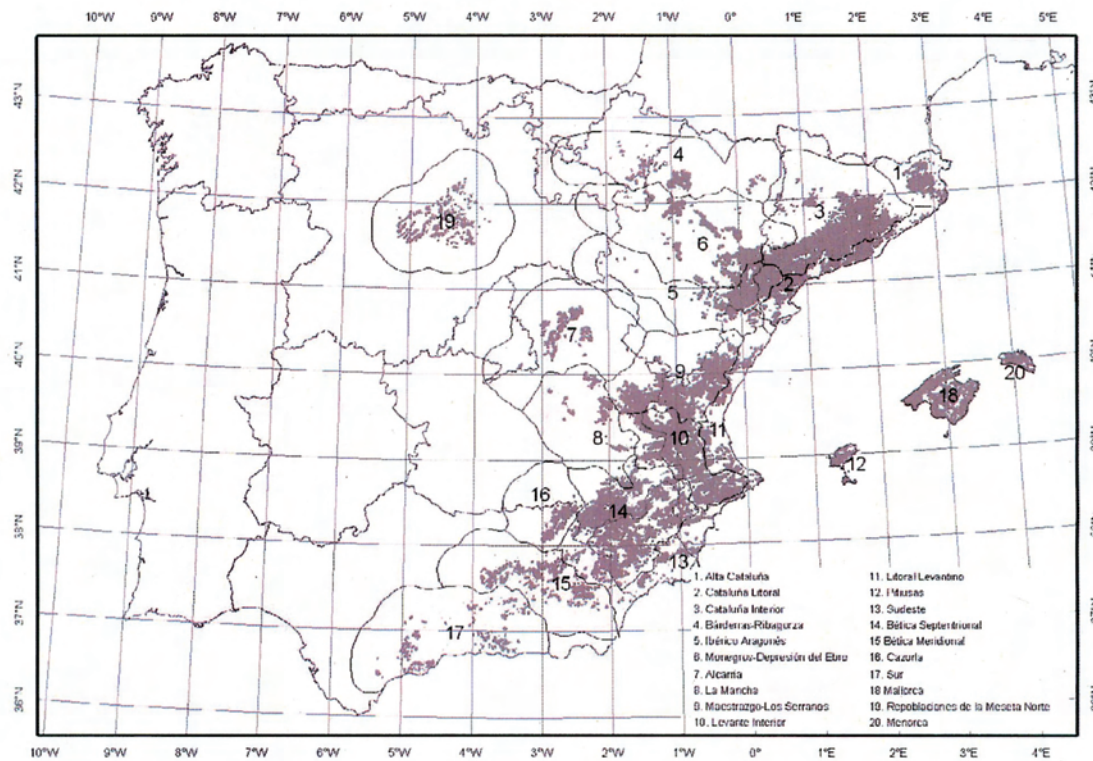 10°W 9°W 8°W 7°W 6°W 5°W 4°W 3°W 2°W 1°W 0° 1°E 2°E 3°E 4°E 5°E
43°N
42°N
41°N
40°N
39°N
38°N
37°N
36°N
1
2
3
4
5
6
7
8
9
10
11
12
13
14
15
16
17
18
19
20
1. Alta Cataluña
2. Cataluña Litoral
3. Cataluña Interior
4. Bárdenas-Ribagorza
5. Ibérico Aragonés
6. Monegros-Depresión del Ebro
7. Alcarria
8. La Mancha
9. Maestrazgo-Los Serranos
10. Levante Interior
11. Litoral Levantino
12. Pitiusas
13. Sudeste
14. Bética Septentrional
15 Bética Meridional
16. Cazorla
17. Sur
18 Mallorca
19. Repoblaciones de la Meseta Norte
20. Menorca
10°W 9°W 8°W 7°W 6°W 5°W 4°W 3°W 2°W 1°W 0° 1°E 2°E 3°E 4°E